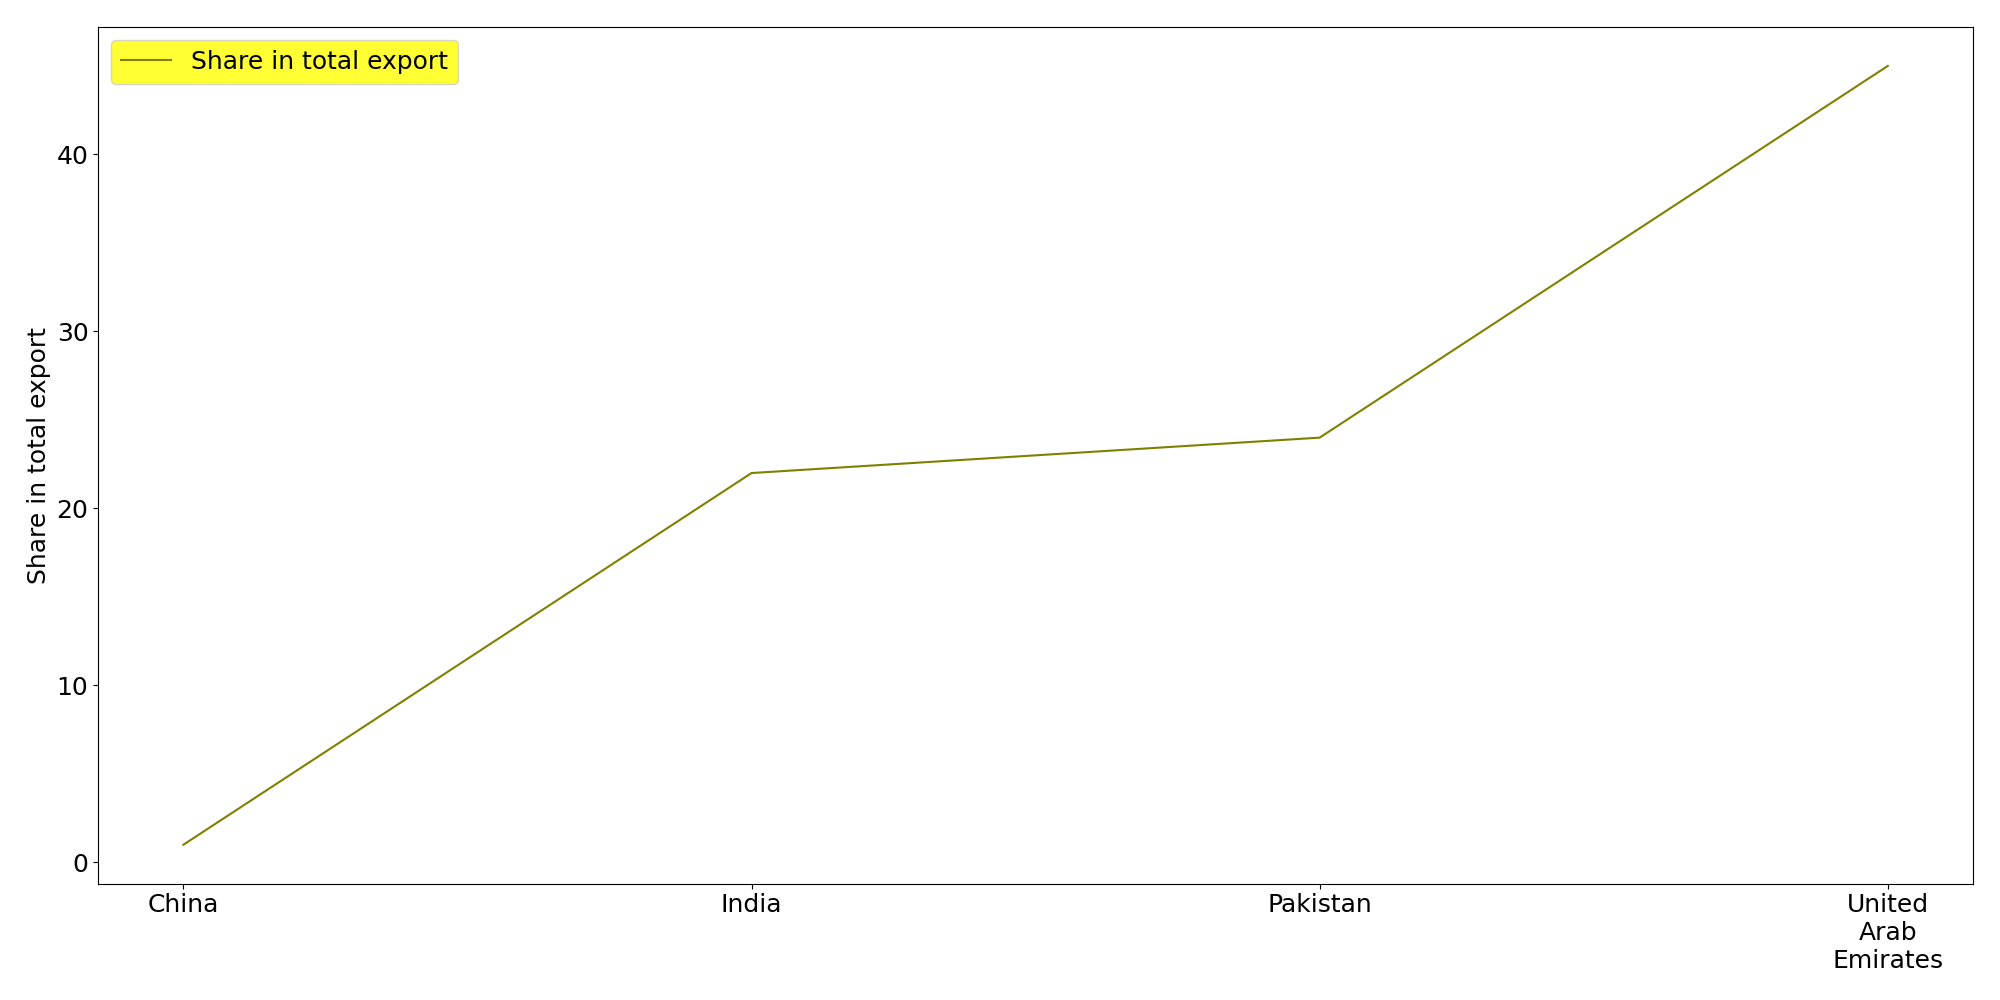 Share in total export
Share in total export
40
30
20
10
0
China
India
Pakistan
United
Arab
Emirates